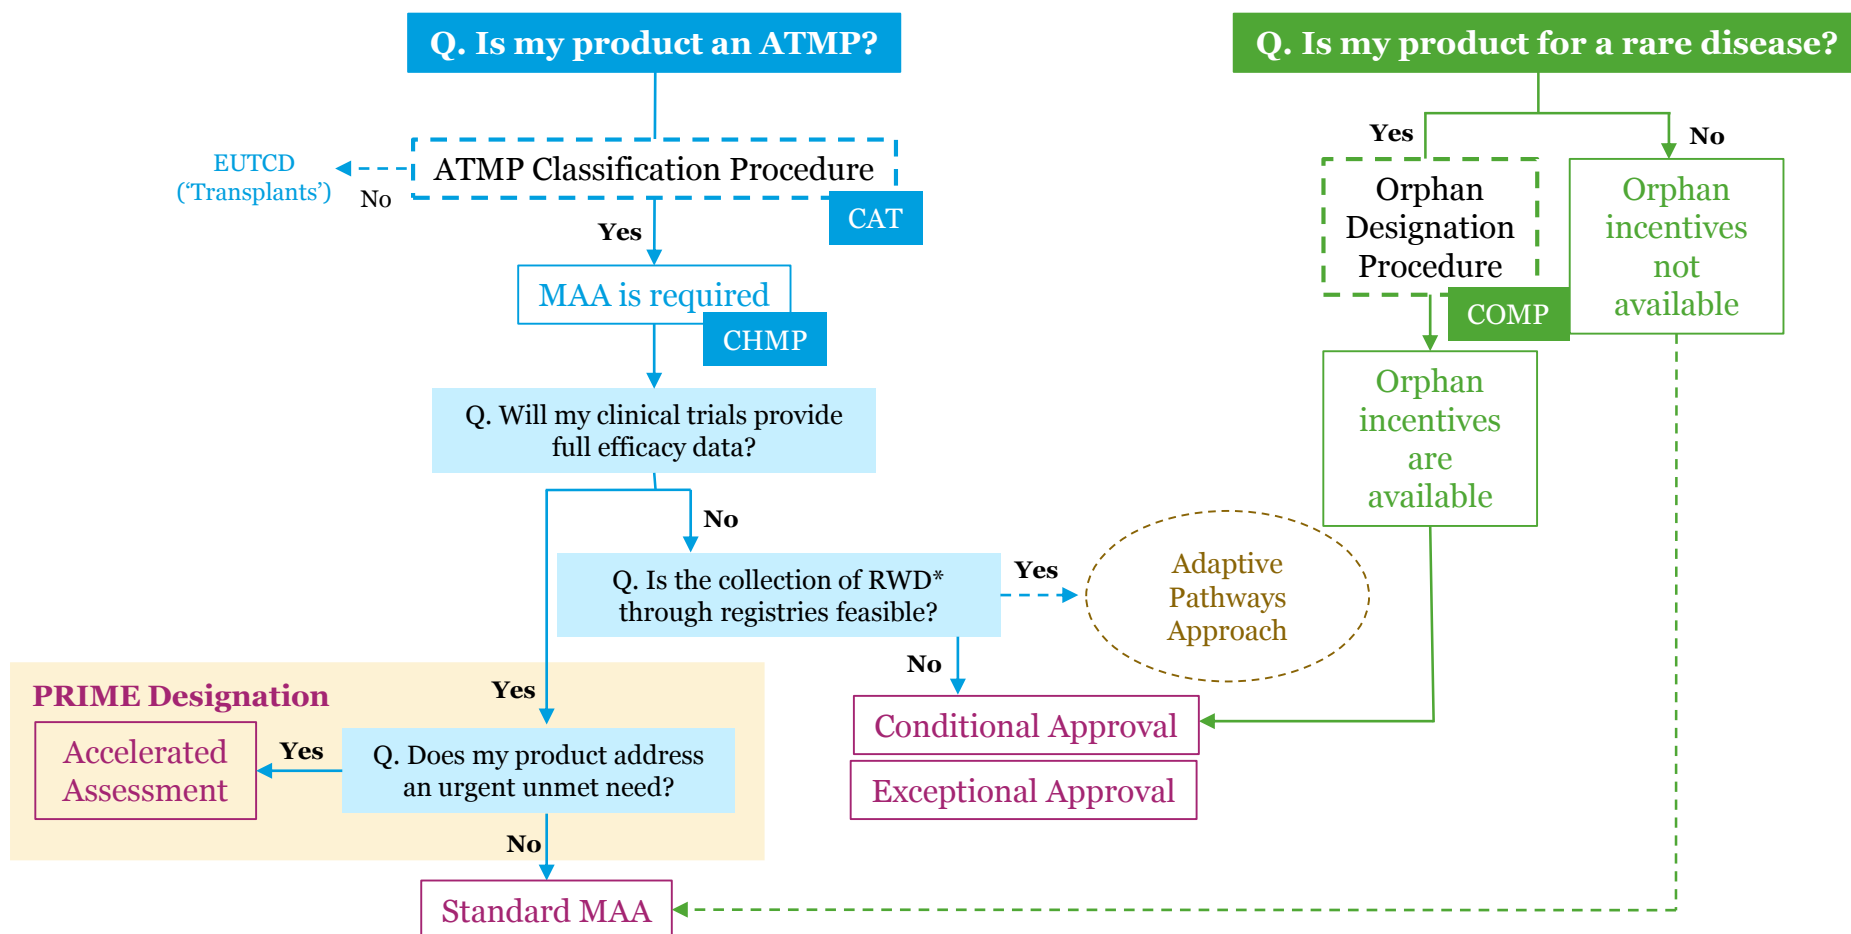 Q. Is my product an ATMP?
Q. Is my product for a rare disease?
Yes
No
EUTCD
(‘Transplants’)
No
ATMP Classification Procedure
CAT
Yes
Orphan
Designation
Procedure
COMP
Orphan
incentives
not
available
MAA is required
CHMP
Orphan
incentives
are
available
Q. Will my clinical trials provide
full efficacy data?
No
Q. Is the collection of RWD*
through registries feasible?
Yes
Adaptive
Pathways
Approach
No
Yes
PRIME Designation
Accelerated
Assessment
Yes
Q. Does my product address
an urgent unmet need?
Conditional Approval
Exceptional Approval
No
Standard MAA